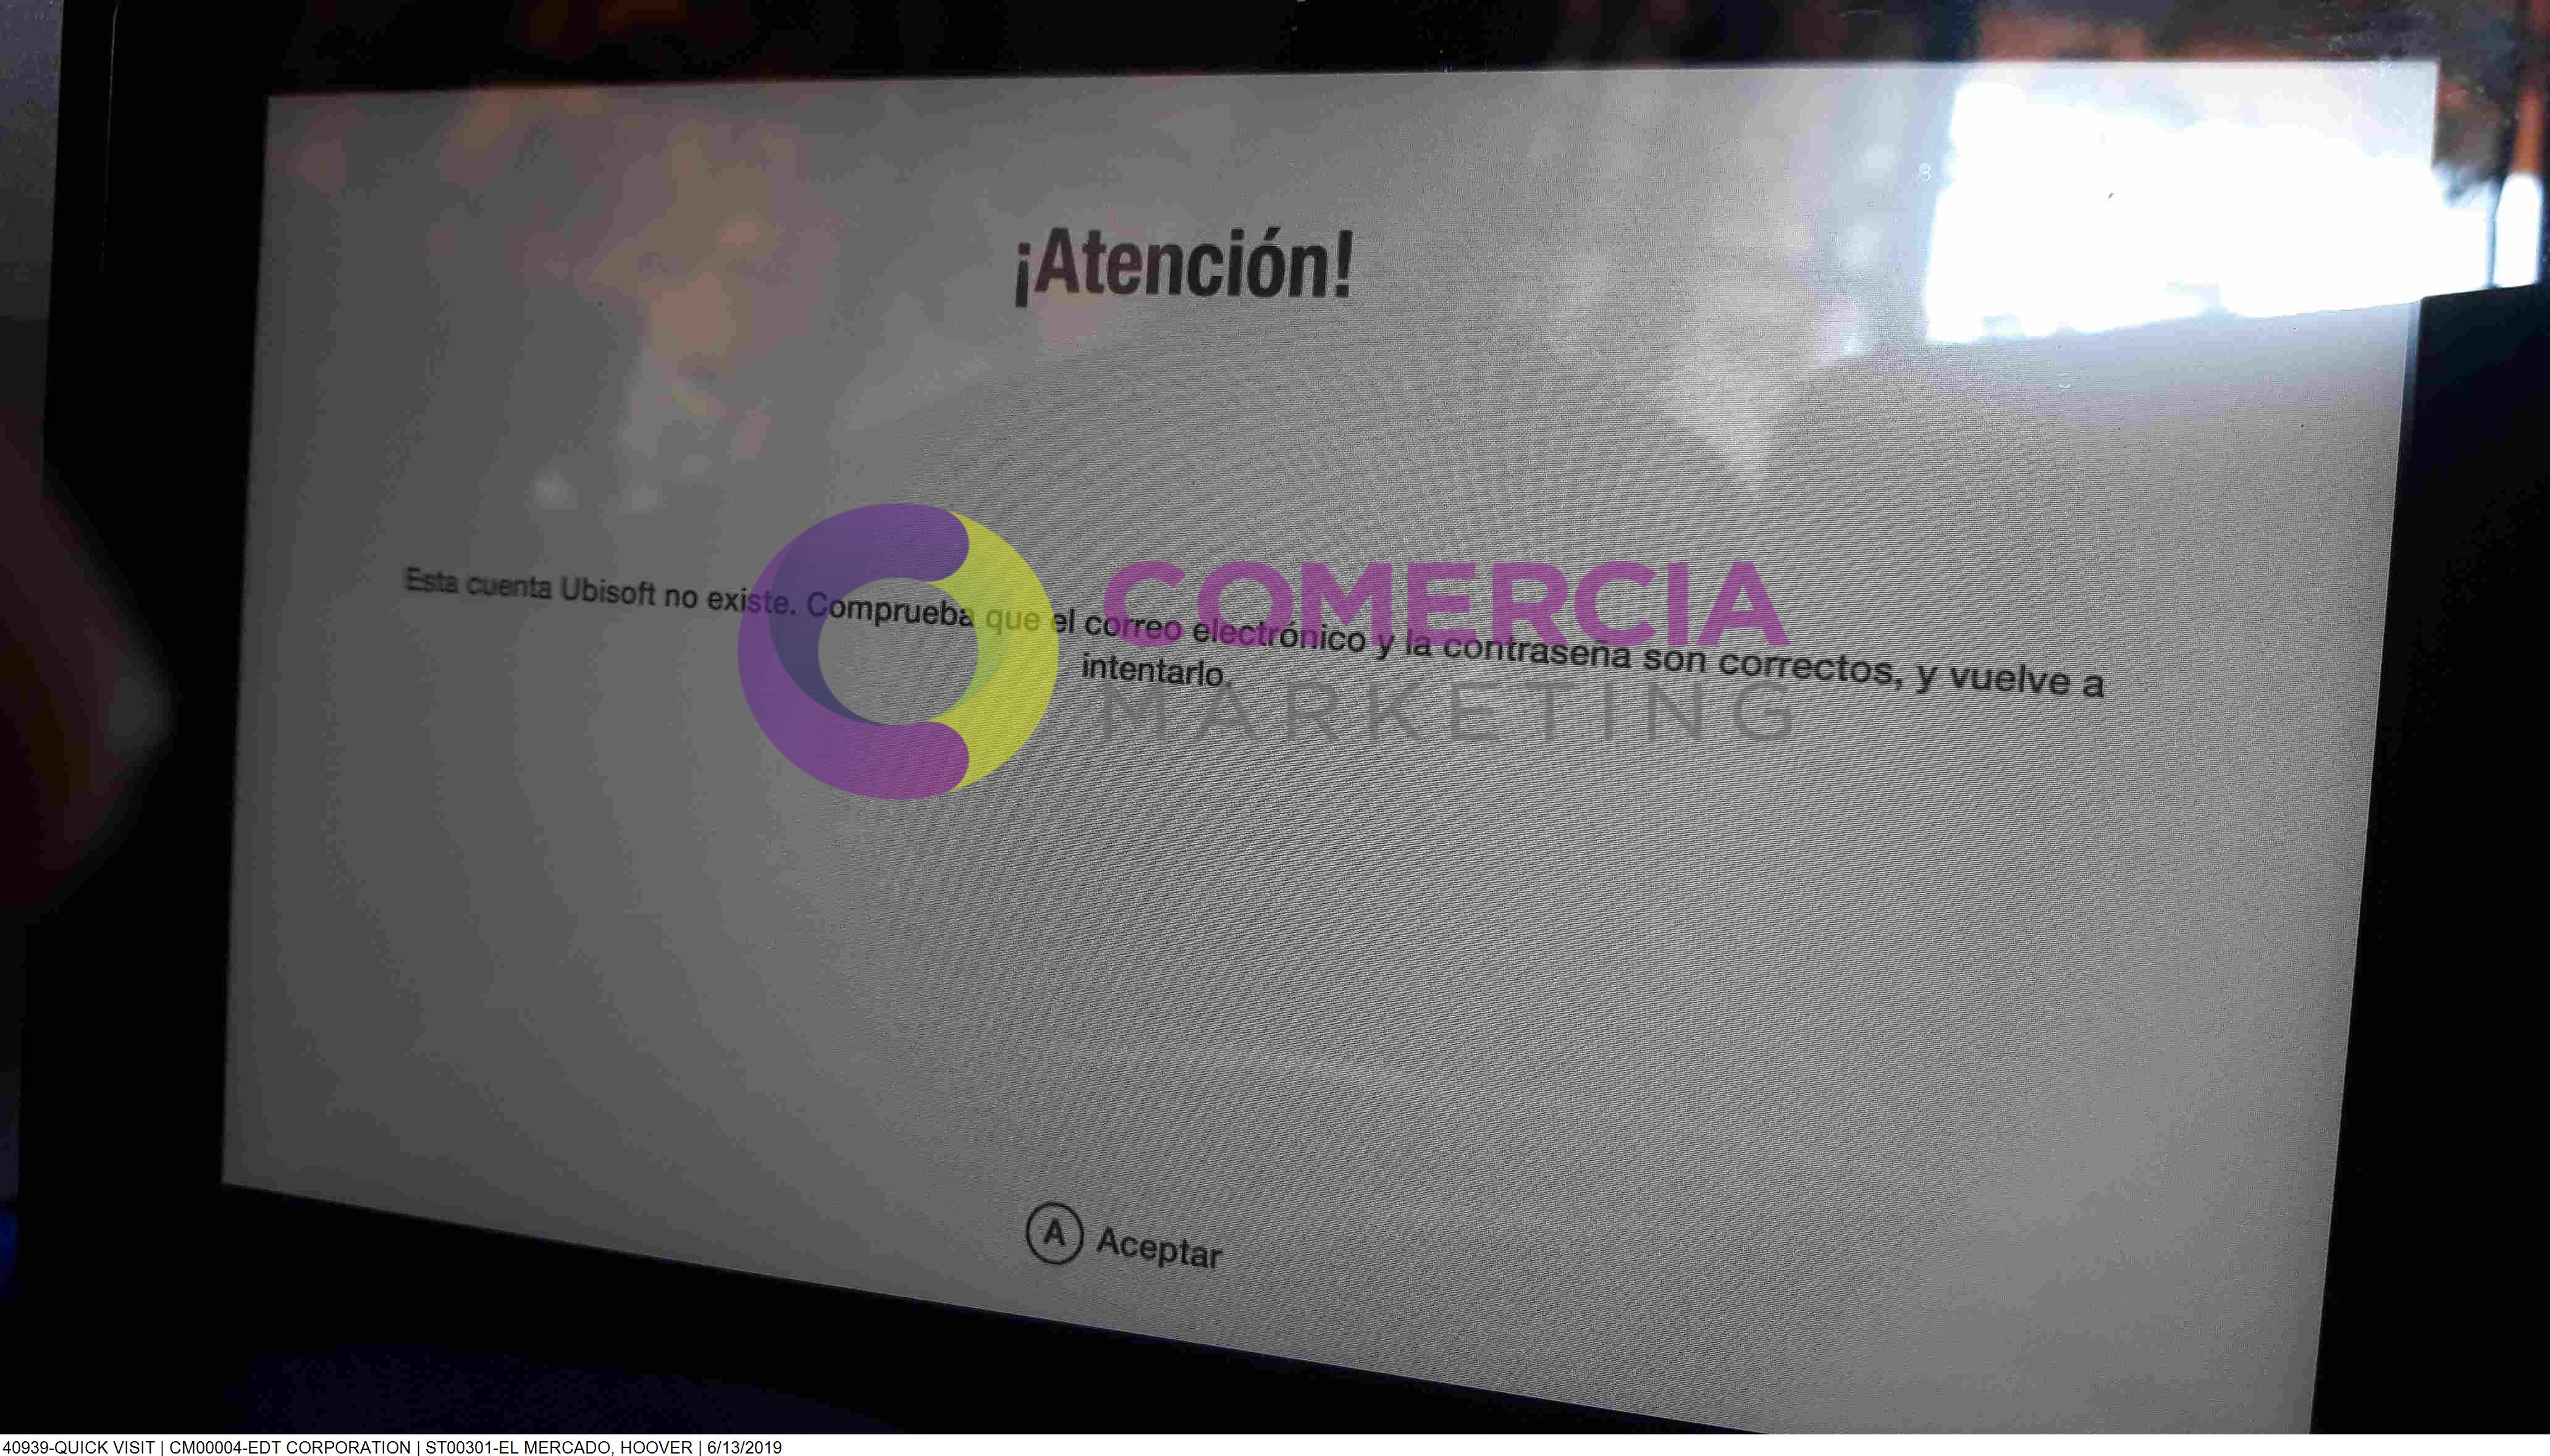 ¡Atención!
Esta cuenta Ubisoft no existe. Comprueba que el correo electrónico y la contraseña son correctos, y vuelve a
intentarlo.
COMERCIA
MARKETING
A Aceptar
40939-QUICK VISIT | CM00004-EDT CORPORATION | ST00301-EL MERCADO, HOOVER | 6/13/2019